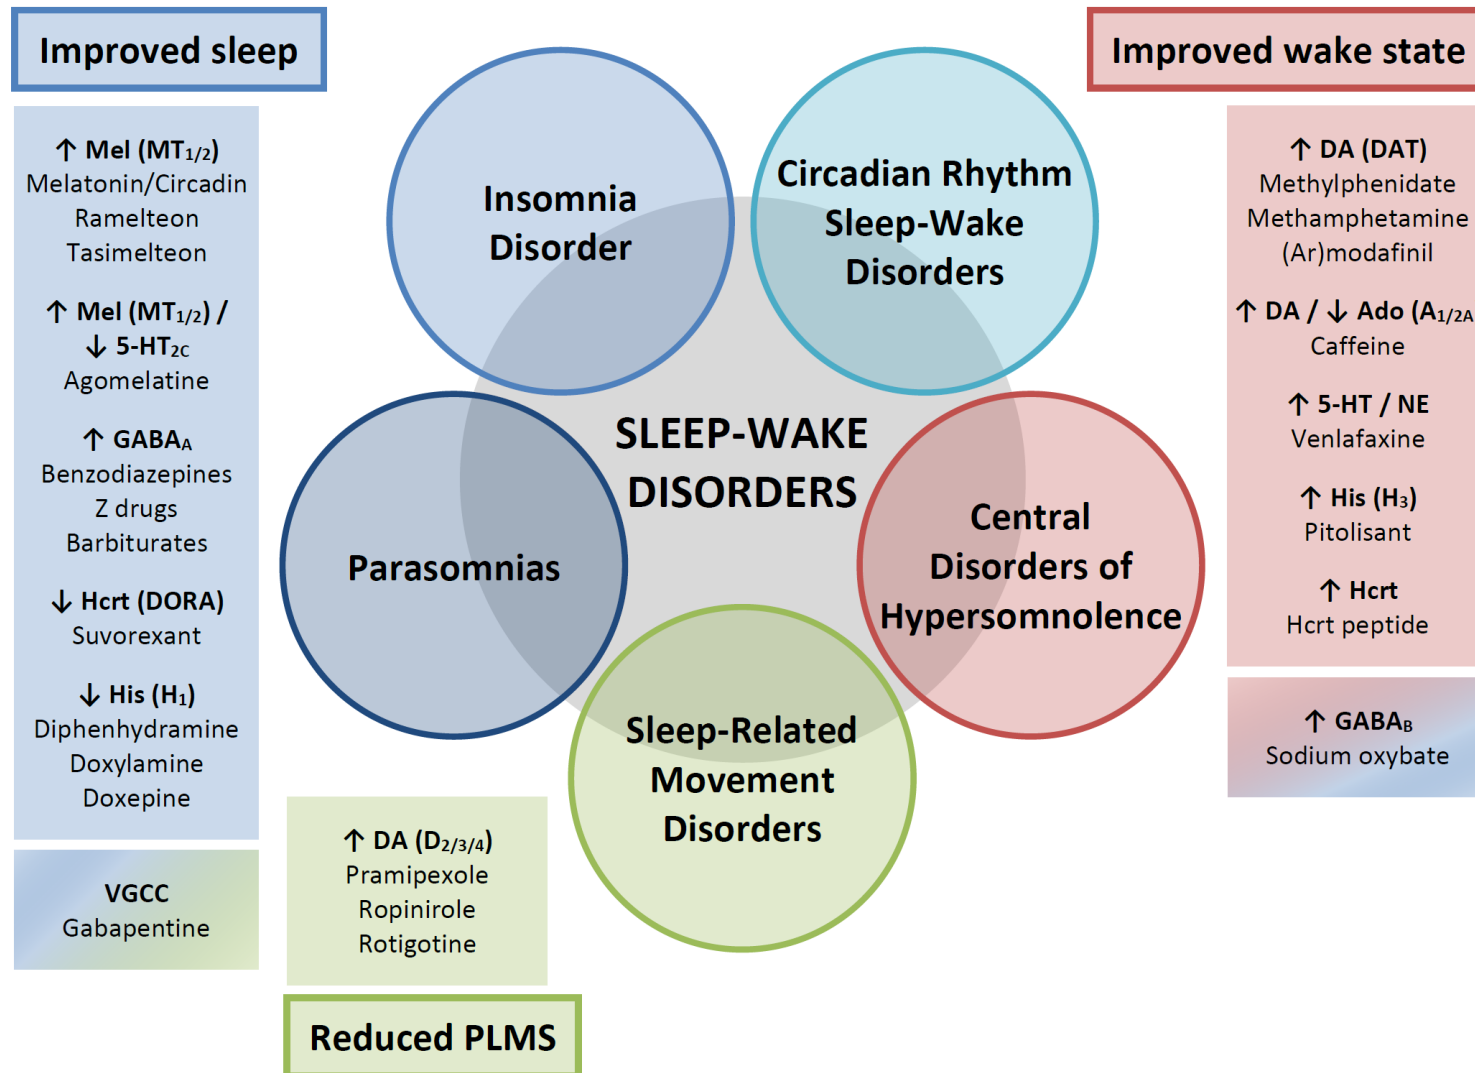 Improved sleep
↑ Mel (MT1/2)
Melatonin/Circadin
Ramelteon
Tasimelteon
↑ Mel (MT1/2) /
↓ 5-HT2C
Agomelatine
↑ GABAA
Benzodiazepines
Z drugs
Barbiturates
↓ Hcrt (DORA)
Suvorexant
↓ His (H1)
Diphenhydramine
Doxylamine
Doxepine
VGCC
Gabapentine
Insomnia
Disorder
Circadian Rhythm
Sleep-Wake
Disorders
SLEEP-WAKE
DISORDERS
Parasomnias
Central
Disorders of
Hypersomnolence
Sleep-Related
Movement
Disorders
↑ DA (D2/3/4)
Pramipexole
Ropinirole
Rotigotine
Reduced PLMS
Improved wake state
↑ DA (DAT)
Methylphenidate
Methamphetamine
(Ar)modafinil
↑ DA / ↓ Ado (A1/2A
Caffeine
↑ 5-HT / NE
Venlafaxine
↑ His (H3)
Pitolisant
↑ Hcrt
Hcrt peptide
↑ GABAB
Sodium oxybate